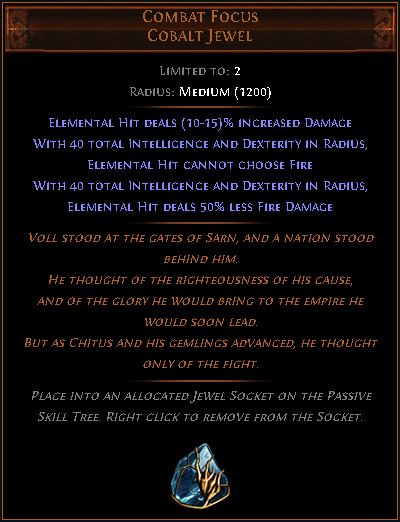 Combat Focus
Cobalt Jewel
Limited to: 2
Radius: Medium (1200)
Elemental Hit deals (10-15)% increased Damage
With 40 total Intelligence and Dexterity in Radius,
Elemental Hit cannot choose Fire
With 40 total Intelligence and Dexterity in Radius,
Elemental Hit deals 50% less Fire Damage
Voll stood at the gates of Sarn, and a nation stood
behind him.
He thought of the righteousness of his cause,
and of the glory he would bring to the empire he
would soon lead.
But as Chitus and his gemlings advanced, he thought
only of the fight.
Place into an allocated Jewel Socket on the Passive
Skill Tree. Right click to remove from the Socket.